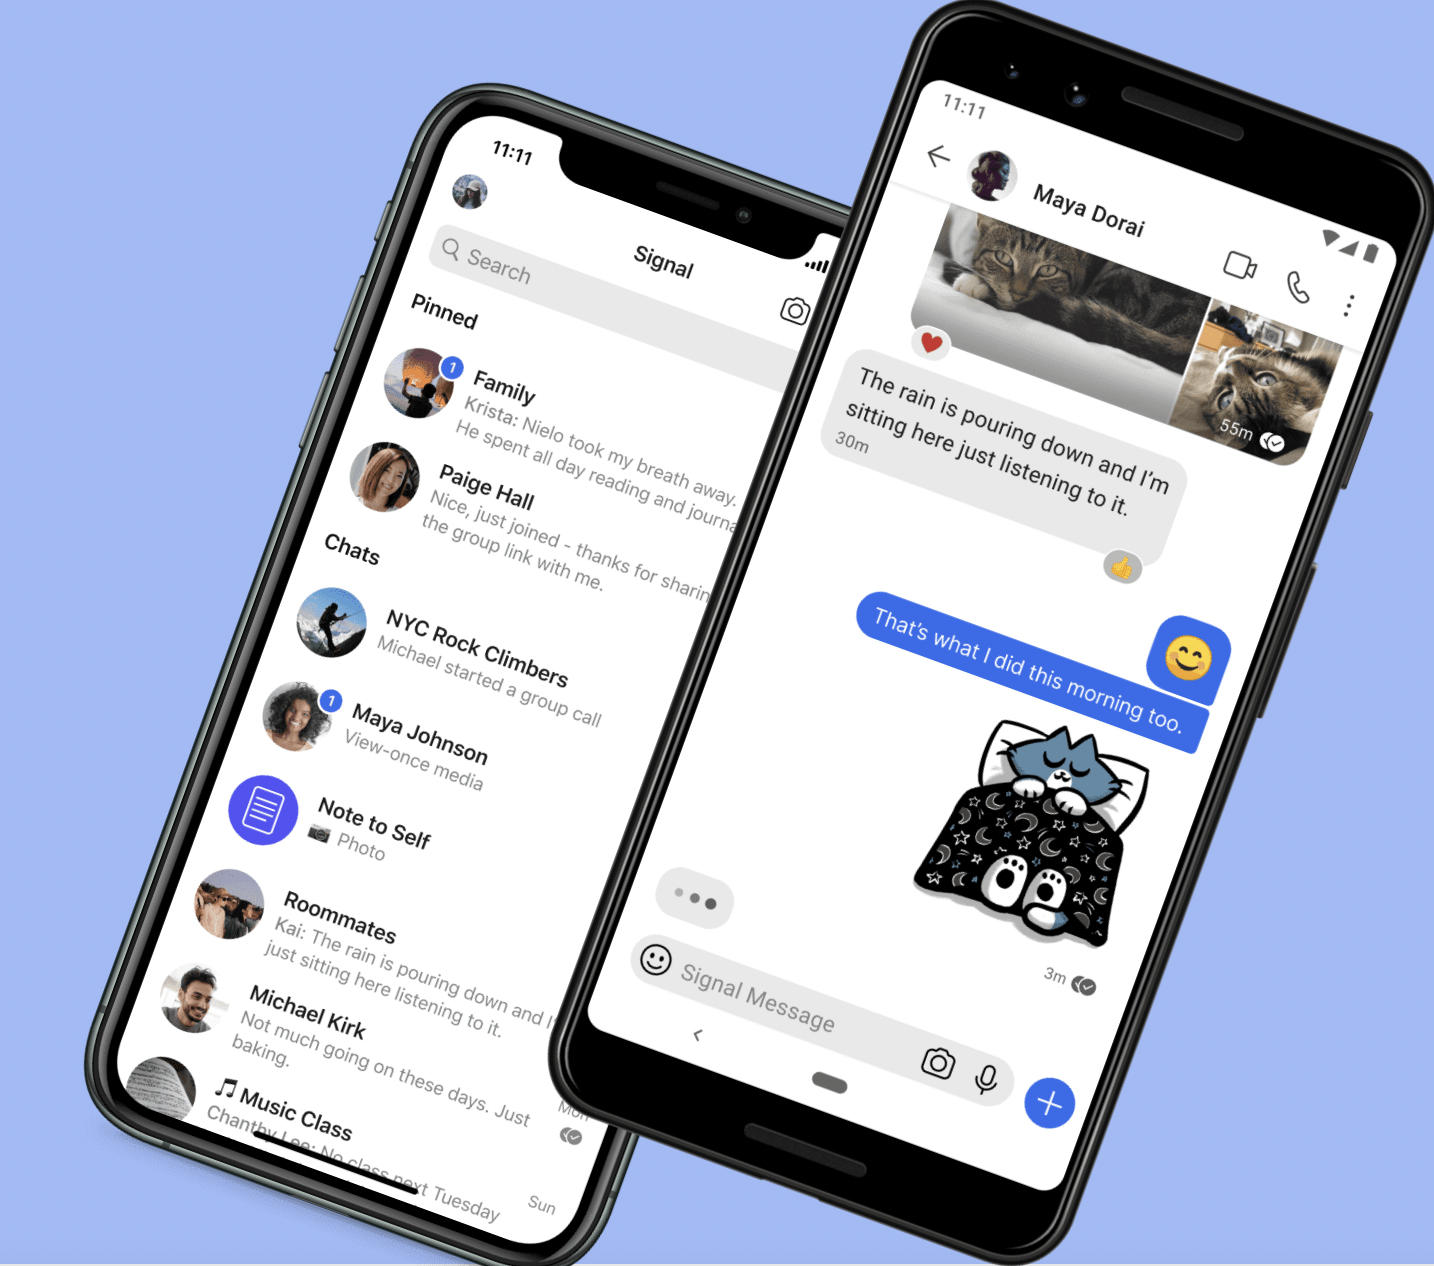 11:11
Signal
Search
Pinned
1
Family
Krista: Nielo took my breath away.
He spent all day reading and journa
Paige Hall
Nice, just joined - thanks for sharin
the group link with me.
Chats
NYC Rock Climbers
Michael started a group call
1
Maya Johnson
View-once media
Note to Self
Photo
Roommates
Kai: The rain is pouring down and I'
just sitting here listening to it.
Michael Kirk
Not much going on these days. Just
baking.
Mon
Music Class
Chanthy Lee: No class next Tuesday
Sun
11:11
Maya Dorai
55m
The rain is pouring down and I'm
sitting here just listening to it.
30m
That's what I did this morning too.
3m
Signal Message